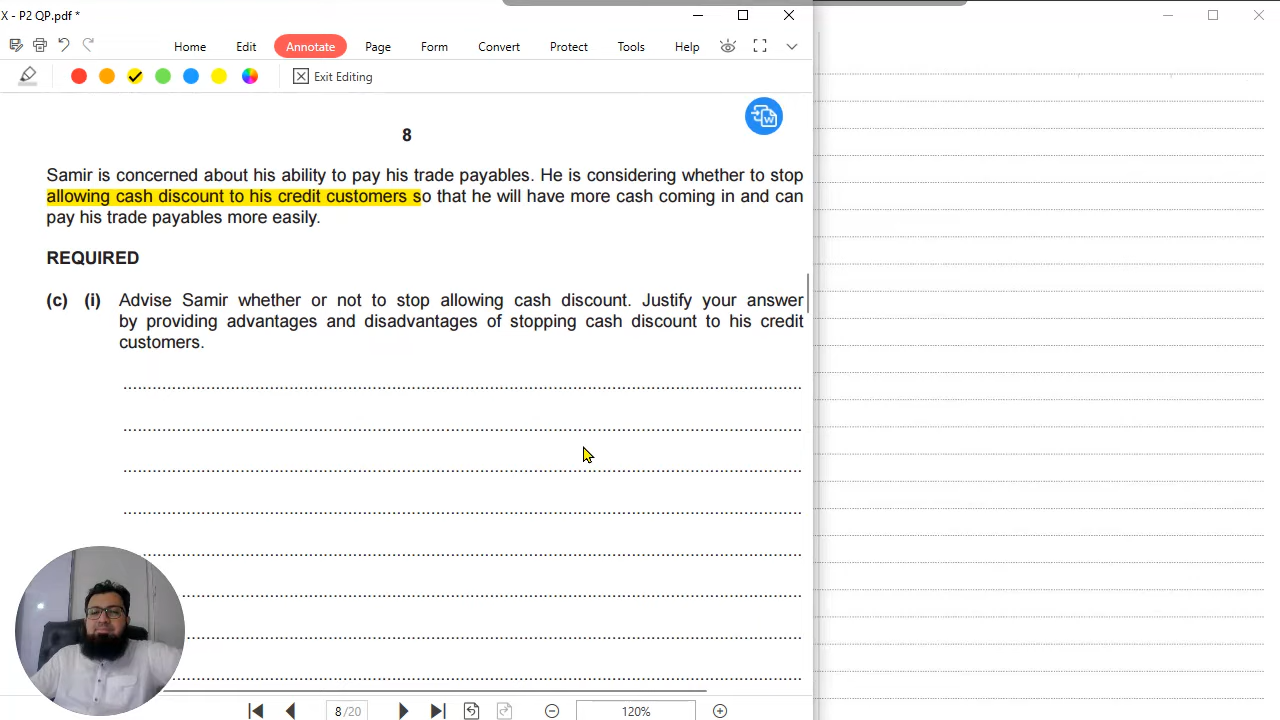 X - P2 QP.pdf *
Home Edit Annotate Page Form Convert Protect Tools Help
Exit Editing
8
Samir is concerned about his ability to pay his trade payables. He is considering whether to stop
allowing cash discount to his credit customers so that he will have more cash coming in and can
pay his trade payables more easily.
REQUIRED
(c) (i) Advise Samir whether or not to stop allowing cash discount. Justify your answer
by providing advantages and disadvantages of stopping cash discount to his credit
customers.
8 /20
120%